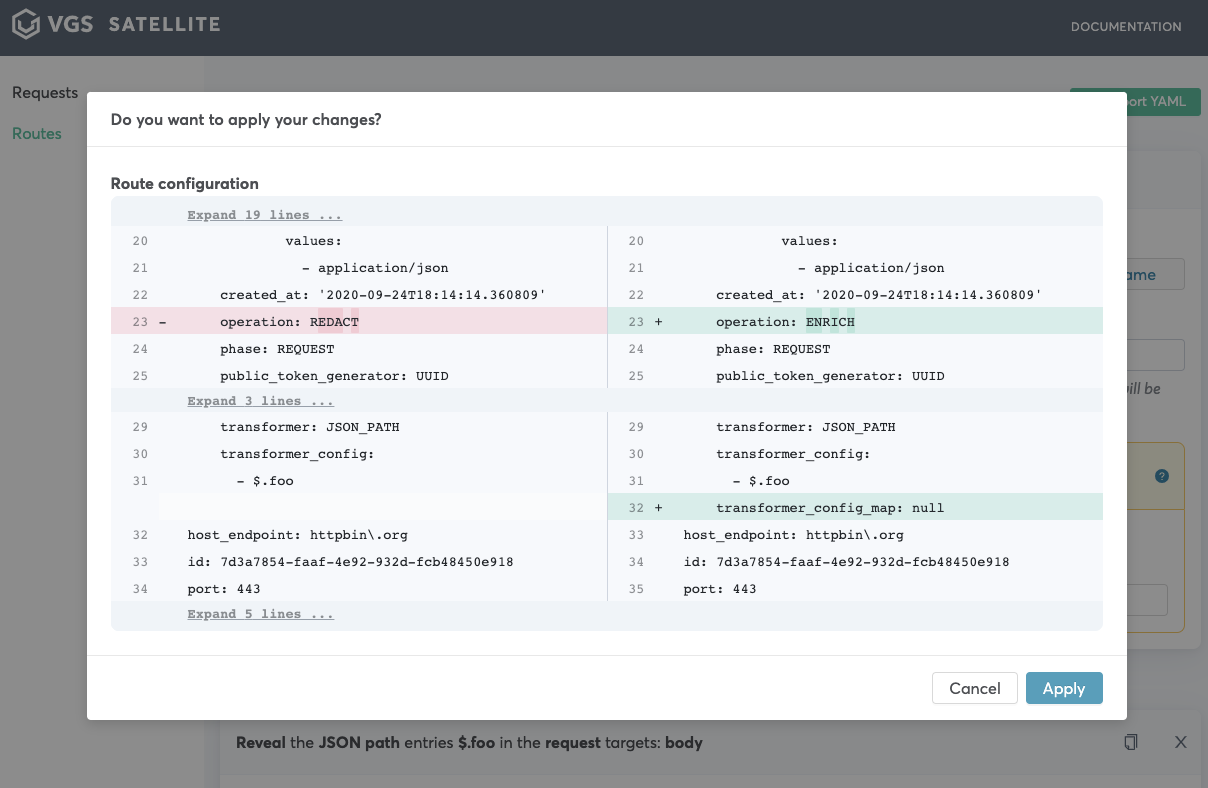 VGS SATELLITE
DOCUMENTATION
Requests
Routes
ort YAML
Do you want to apply your changes?
Route configuration
Expand 19 lines ...
20 values: 20 values:
21 - application/json 21 - application/json
22 created_at: '2020-09-24T18:14:14.360809' 22 created_at: '2020-09-24T18:14:14.360809'
23 - operation: REDACT 23 + operation: ENRICH
24 phase: REQUEST 24 phase: REQUEST
25 public_token_generator: UUID 25 public_token_generator: UUID
Expand 3 lines ...
29 transformer: JSON_PATH 29 transformer: JSON_PATH
30 transformer_config: 30 transformer_config:
31 - $.foo 31 - $.foo
32 + transformer_config_map: null
32 host_endpoint: httpbin\.org 33 host_endpoint: httpbin\.org
33 id: 7d3a7854-faaf-4e92-932d-fcb48450e918 34 id: 7d3a7854-faaf-4e92-932d-fcb48450e918
34 port: 443 35 port: 443
Expand 5 lines ...
ame
ill be
?
Cancel Apply
Reveal the JSON path entries $.foo in the request targets: body